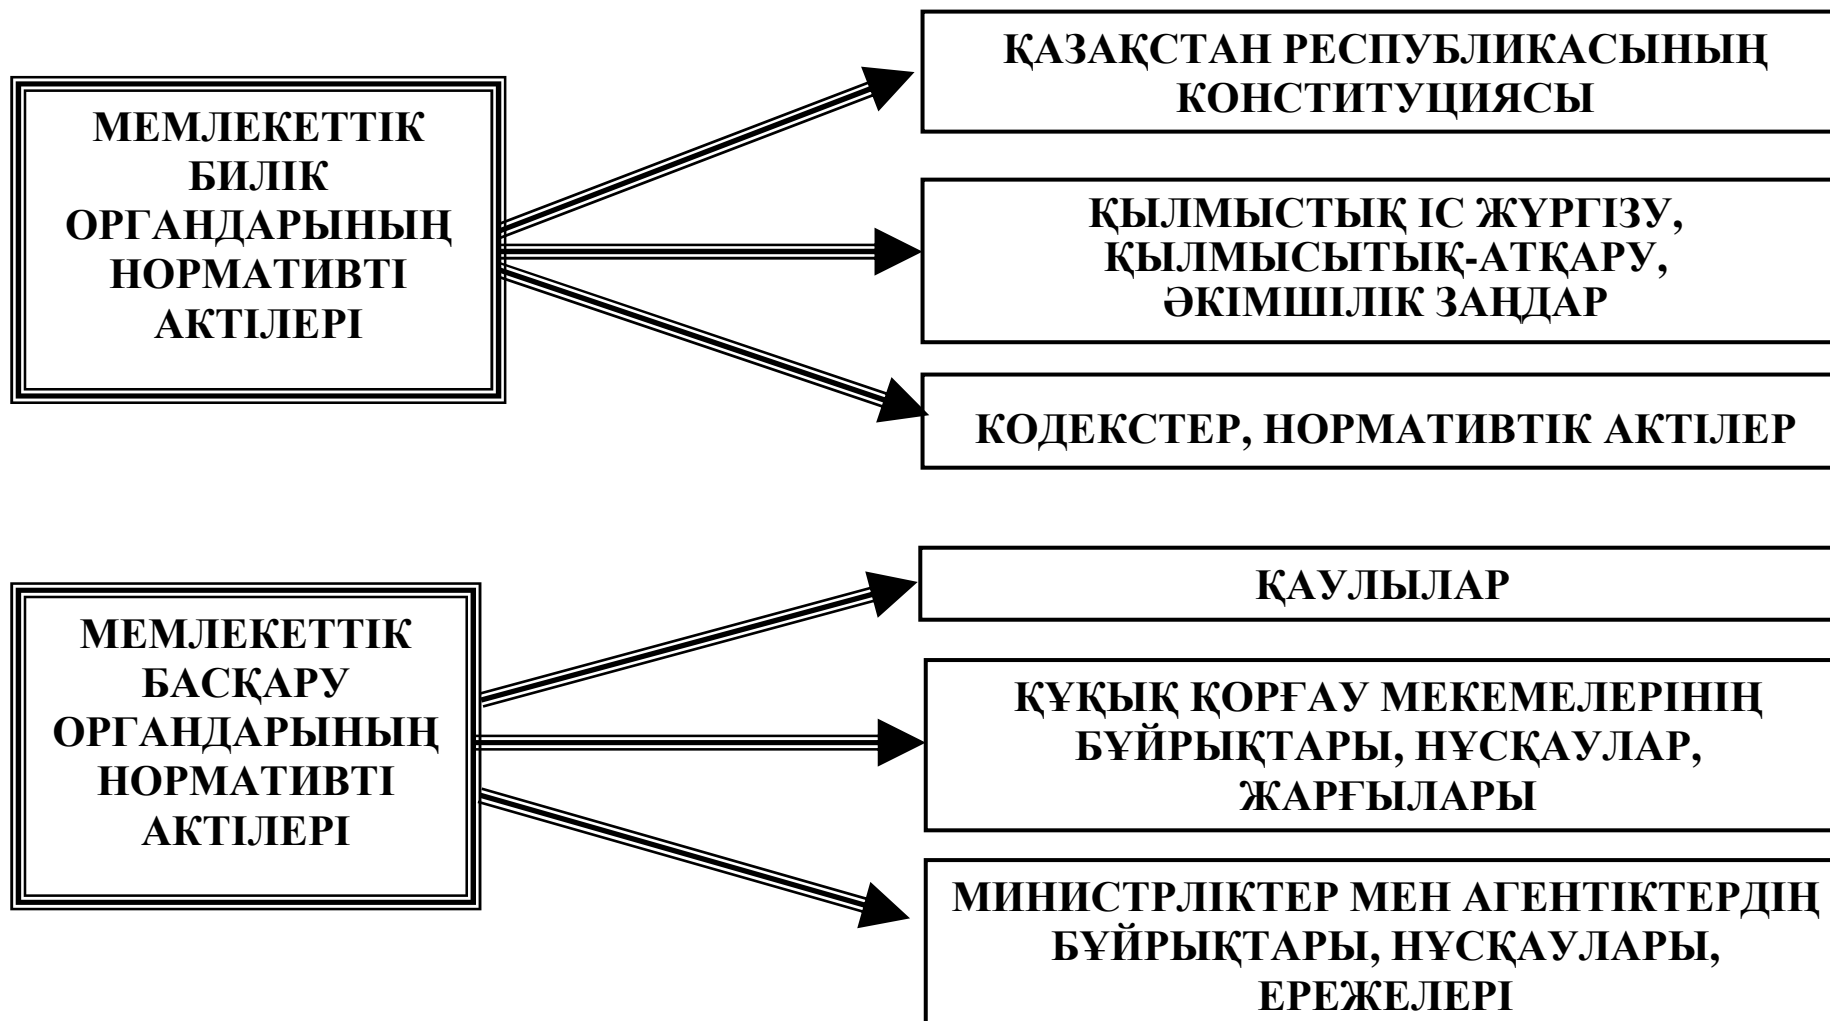 МЕМЛЕКЕТТІК
БИЛІК
ОРГАНДАРЫНЫҢ
НОРМАТИВТІ
АКТІЛЕРІ
ҚАЗАҚСТАН РЕСПУБЛИКАСЫНЫҢ
КОНСТИТУЦИЯСЫ
ҚЫЛМЫСТЫҚ ІС ЖҮРГІЗУ,
ҚЫЛМЫСЫТЫҚ-АТҚАРУ,
ӘКІМШІЛІК ЗАҢДАР
КОДЕКСТЕР, НОРМАТИВТІК АКТІЛЕР
МЕМЛЕКЕТТІК
БАСҚАРУ
ОРГАНДАРЫНЫҢ
НОРМАТИВТІ
АКТІЛЕРІ
ҚАУЛЫЛАР
ҚҰҚЫҚ ҚОРҒАУ МЕКЕМЕЛЕРІНІҢ
БҰЙРЫҚТАРЫ, НҰСҚАУЛАР,
ЖАРҒЫЛАРЫ
МИНИСТРЛІКТЕР МЕН АГЕНТІКТЕРДІҢ
БҰЙРЫҚТАРЫ, НҰСҚАУЛАРЫ,
ЕРЕЖЕЛЕРІ